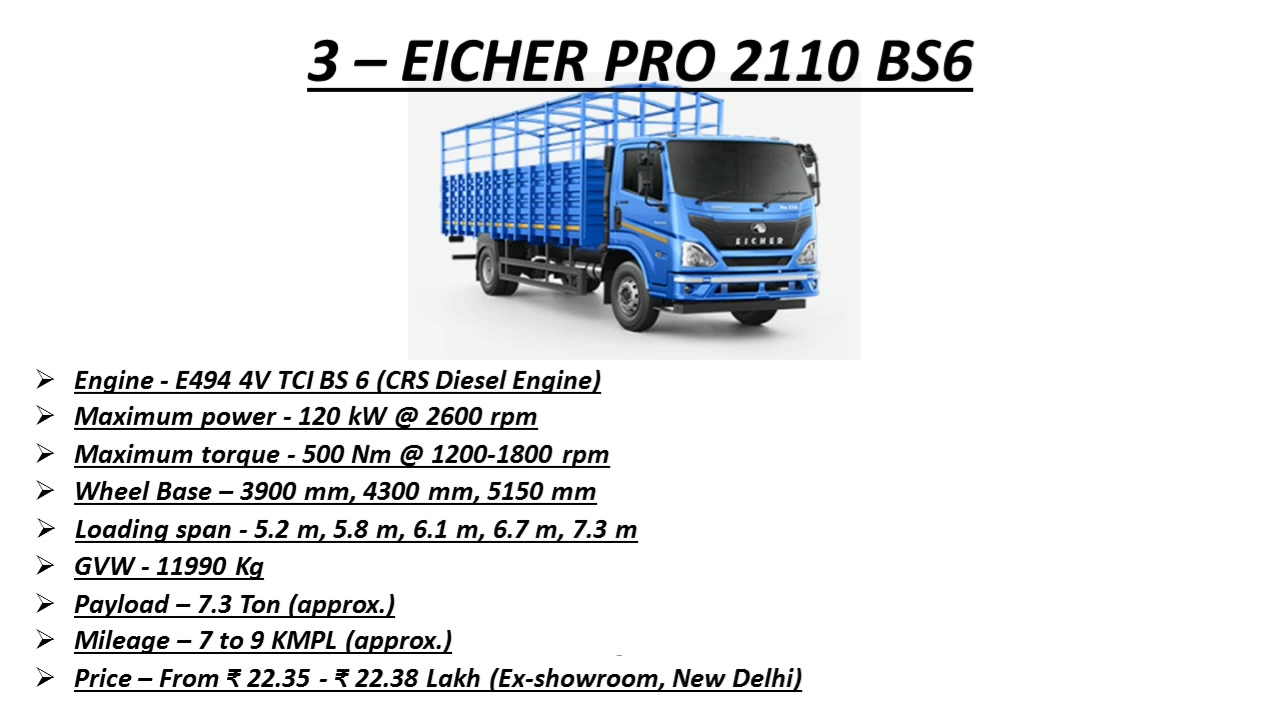 3 – EICHER PRO 2110 BS6
EICHER
Engine - E494 4V TCI BS 6 (CRS Diesel Engine)
Maximum power - 120 kW @ 2600 rpm
Maximum torque - 500 Nm @ 1200-1800 rpm
Wheel Base – 3900 mm, 4300 mm, 5150 mm
Loading span - 5.2 m, 5.8 m, 6.1 m, 6.7 m, 7.3 m
GVW - 11990 Kg
Payload – 7.3 Ton (approx.)
Mileage – 7 to 9 KMPL (approx.)
Price – From ₹ 22.35 - ₹ 22.38 Lakh (Ex-showroom, New Delhi)